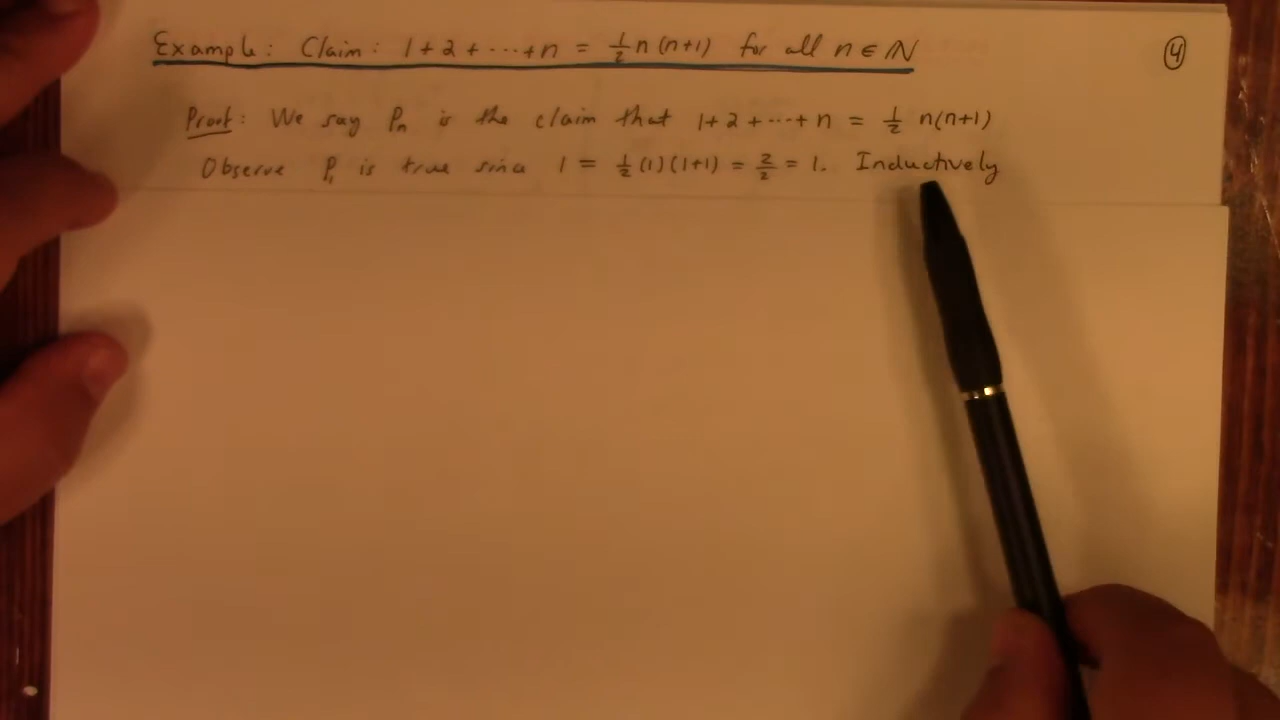 Example: Claim: 1+2+⋯+n = ½n(n+1) for all n ∈ ℕ
④
Proof: We say Pₙ is the claim that 1+2+⋯+n = ½ n(n+1)
Observe P₁ is true since 1 = ½(1)(1+1) = 2/2 = 1. Inductively